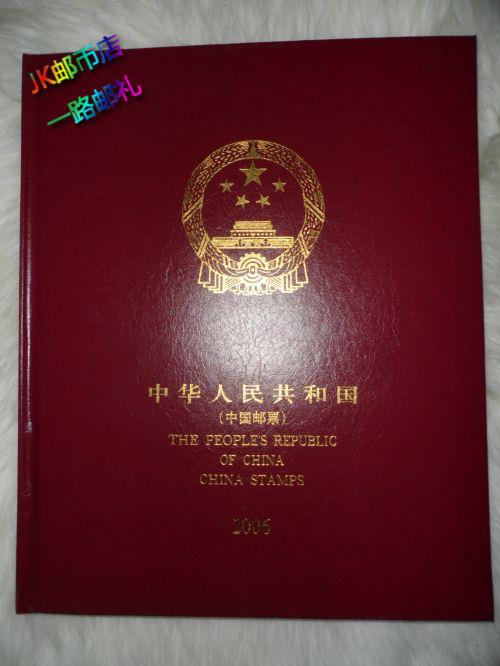 JK邮币店
一路邮礼
中华人民共和国
(中国邮票)
THE PEOPLE'S REPUBLIC
OF CHINA
CHINA STAMPS
2006